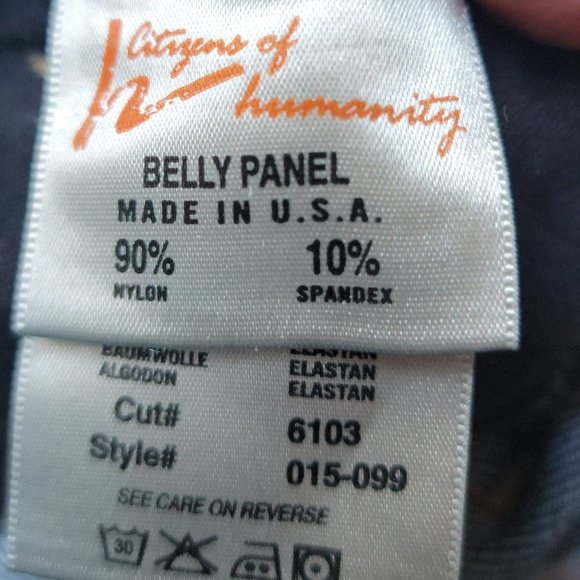 Citizens of
humanity
BELLY PANEL
MADE IN U.S.A.
90% 10%
NYLON SPANDEX
BAUMWOLLE ELASTAN
ALGODON ELASTAN
ELASTAN
Cut# 6103
Style# 015-099
SEE CARE ON REVERSE
30